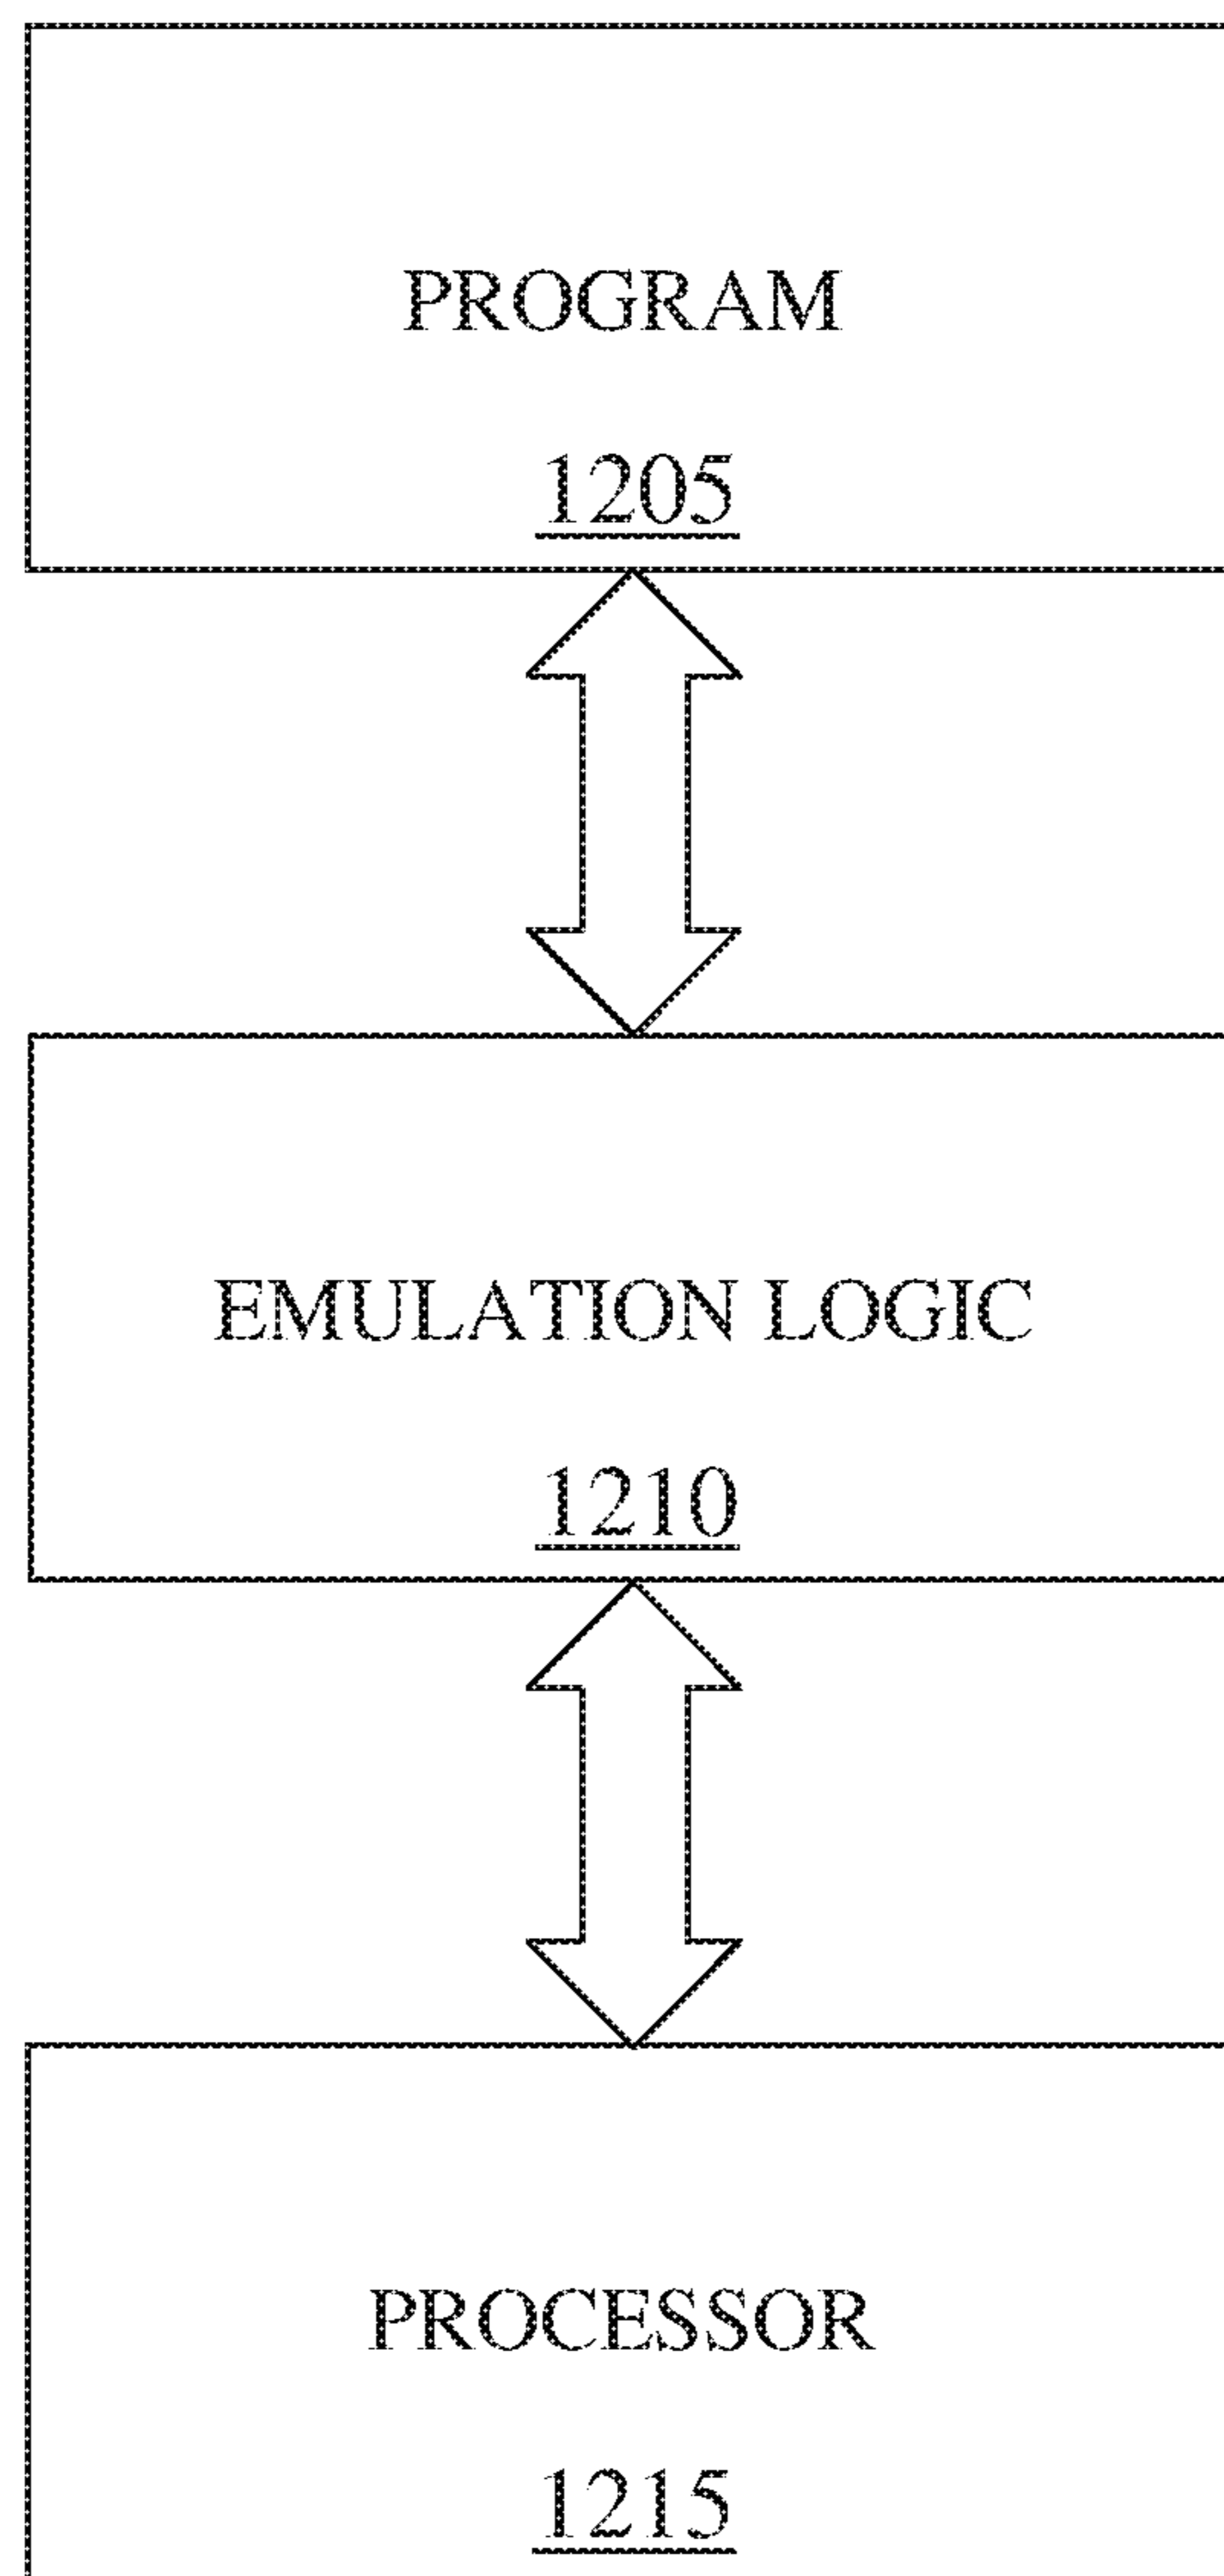 PROGRAM
1205
EMULATION LOGIC
1210
PROCESSOR
1215